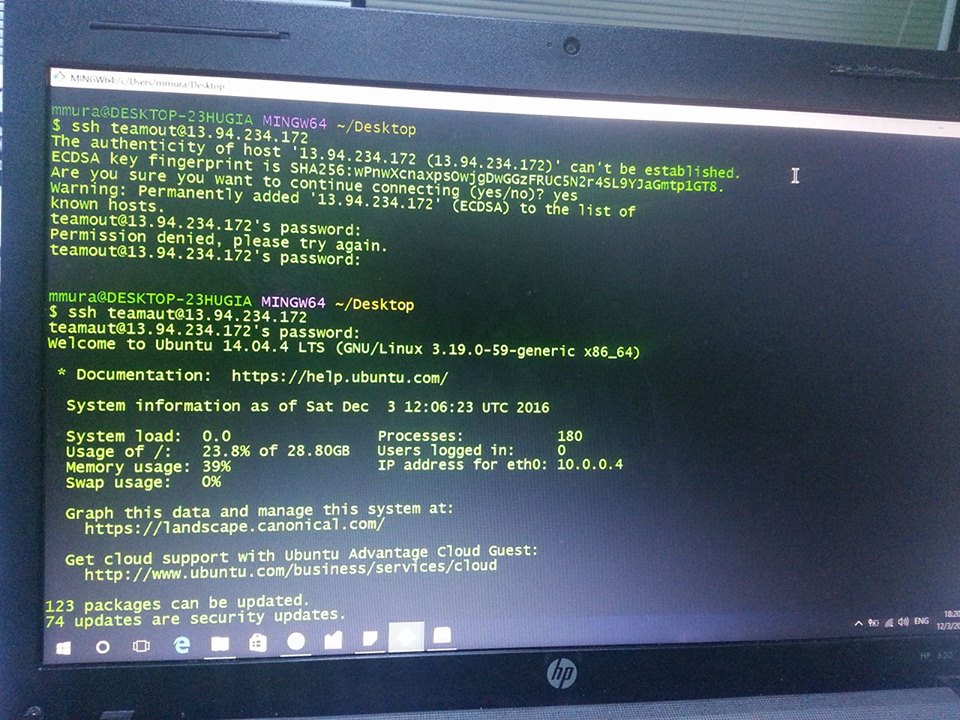 MINGW64:/c/Users/mmura/Desktop
mmura@DESKTOP-23HUGIA MINGW64 ~/Desktop
$ ssh teamout@13.94.234.172
The authenticity of host '13.94.234.172 (13.94.234.172)' can't be established.
ECDSA key fingerprint is SHA256:wPnwXcnaxpsOwjgDwGGzFRUC5N2r4SL9YJaGmtp1GT8.
Are you sure you want to continue connecting (yes/no)? yes
Warning: Permanently added '13.94.234.172' (ECDSA) to the list of
known hosts.
teamout@13.94.234.172's password:
Permission denied, please try again.
teamout@13.94.234.172's password:
mmura@DESKTOP-23HUGIA MINGW64 ~/Desktop
$ ssh teamaut@13.94.234.172
teamaut@13.94.234.172's password:
Welcome to Ubuntu 14.04.4 LTS (GNU/Linux 3.19.0-59-generic x86_64)
* Documentation: https://help.ubuntu.com/
System information as of Sat Dec 3 12:06:23 UTC 2016
System load: 0.0 Processes: 180
Usage of /: 23.8% of 28.80GB Users logged in: 0
Memory usage: 39% IP address for eth0: 10.0.0.4
Swap usage: 0%
Graph this data and manage this system at:
https://landscape.canonical.com/
Get cloud support with Ubuntu Advantage Cloud Guest:
http://www.ubuntu.com/business/services/cloud
123 packages can be updated.
74 updates are security updates.
ENG
18:20
12/3/20
hp
HP 620